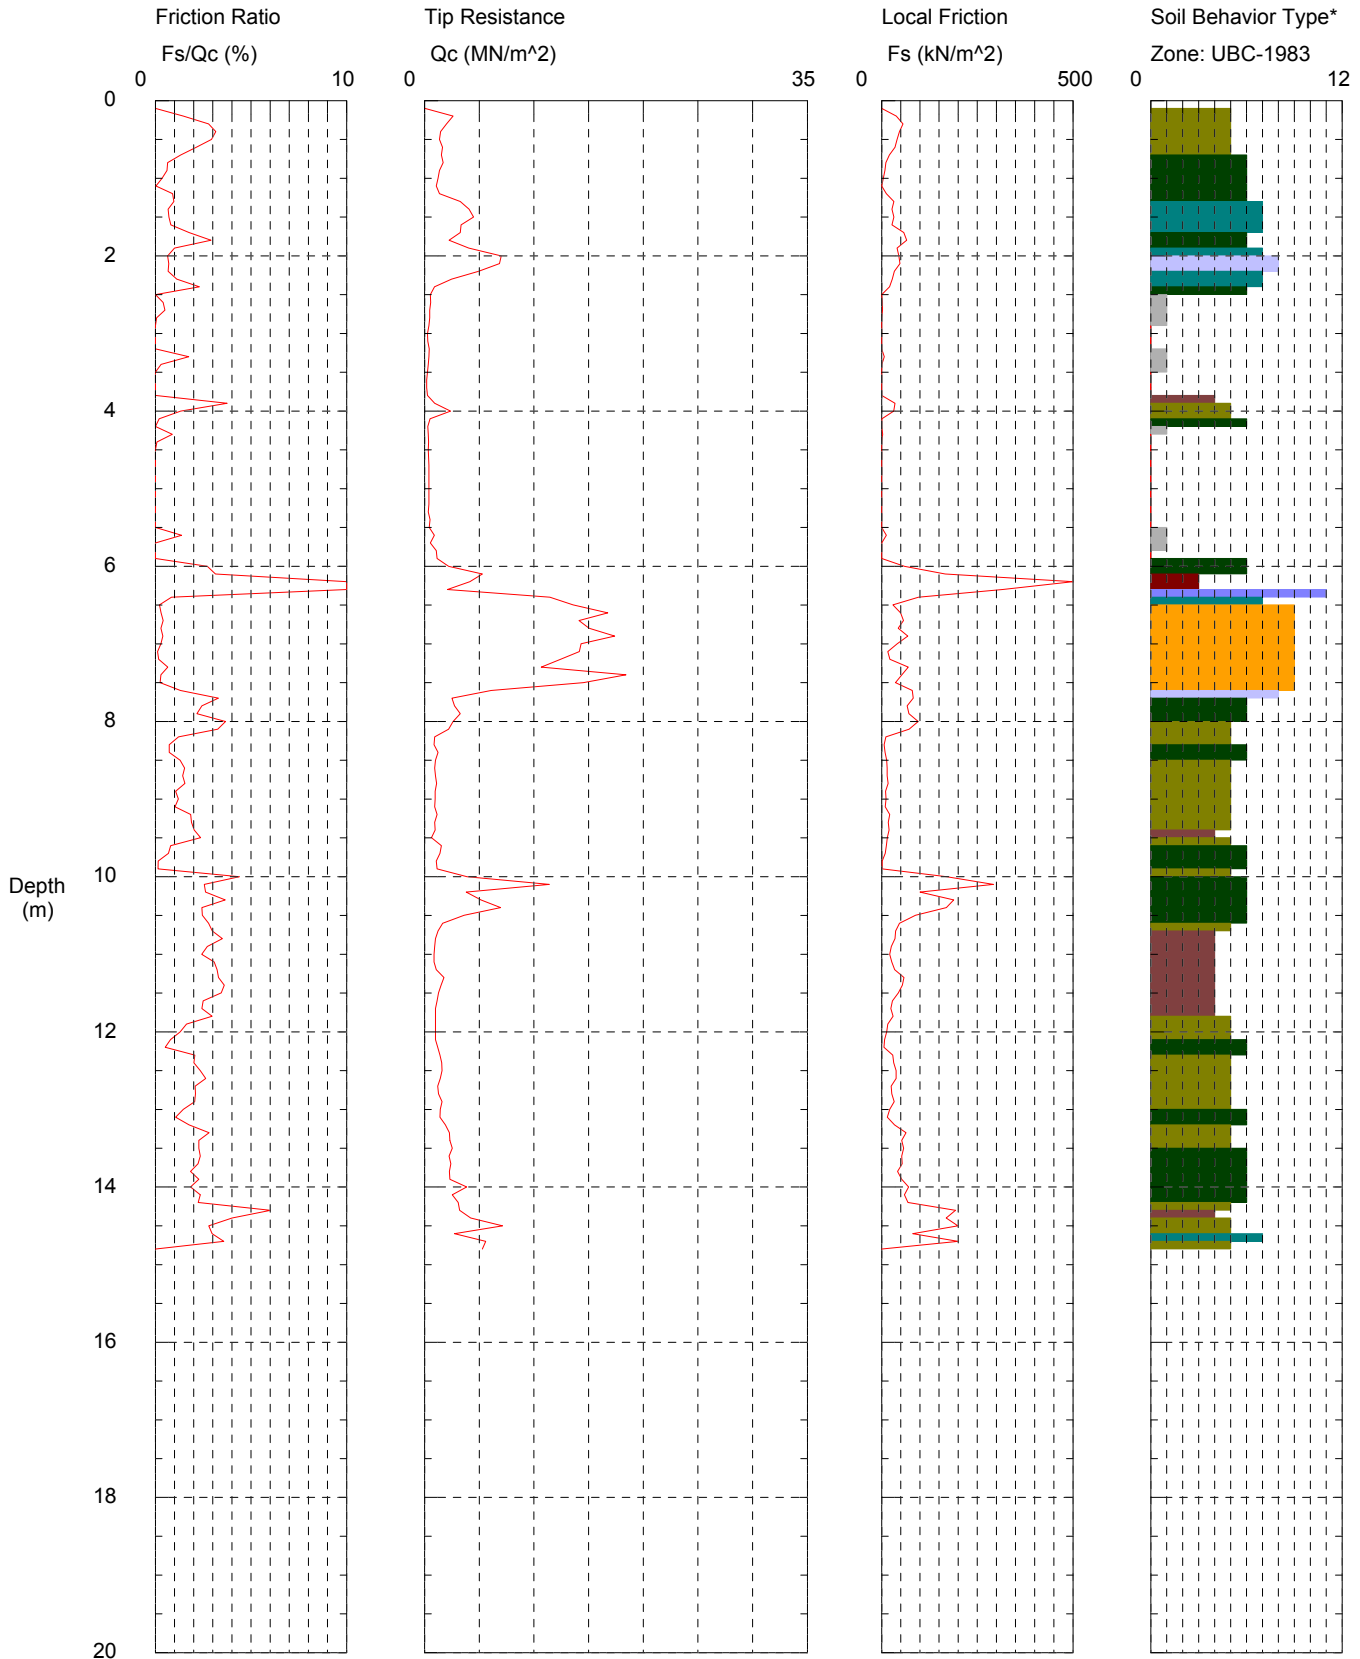 Friction Ratio
Tip Resistance
Local Friction
Soil Behavior Type*
Fs/Qc (%)
Qc (MN/m^2)
Fs (kN/m^2)
Zone: UBC-1983
0 10
0 35
0 500
0 12
0
2
4
6
8
10
Depth
(m)
12
14
16
18
20